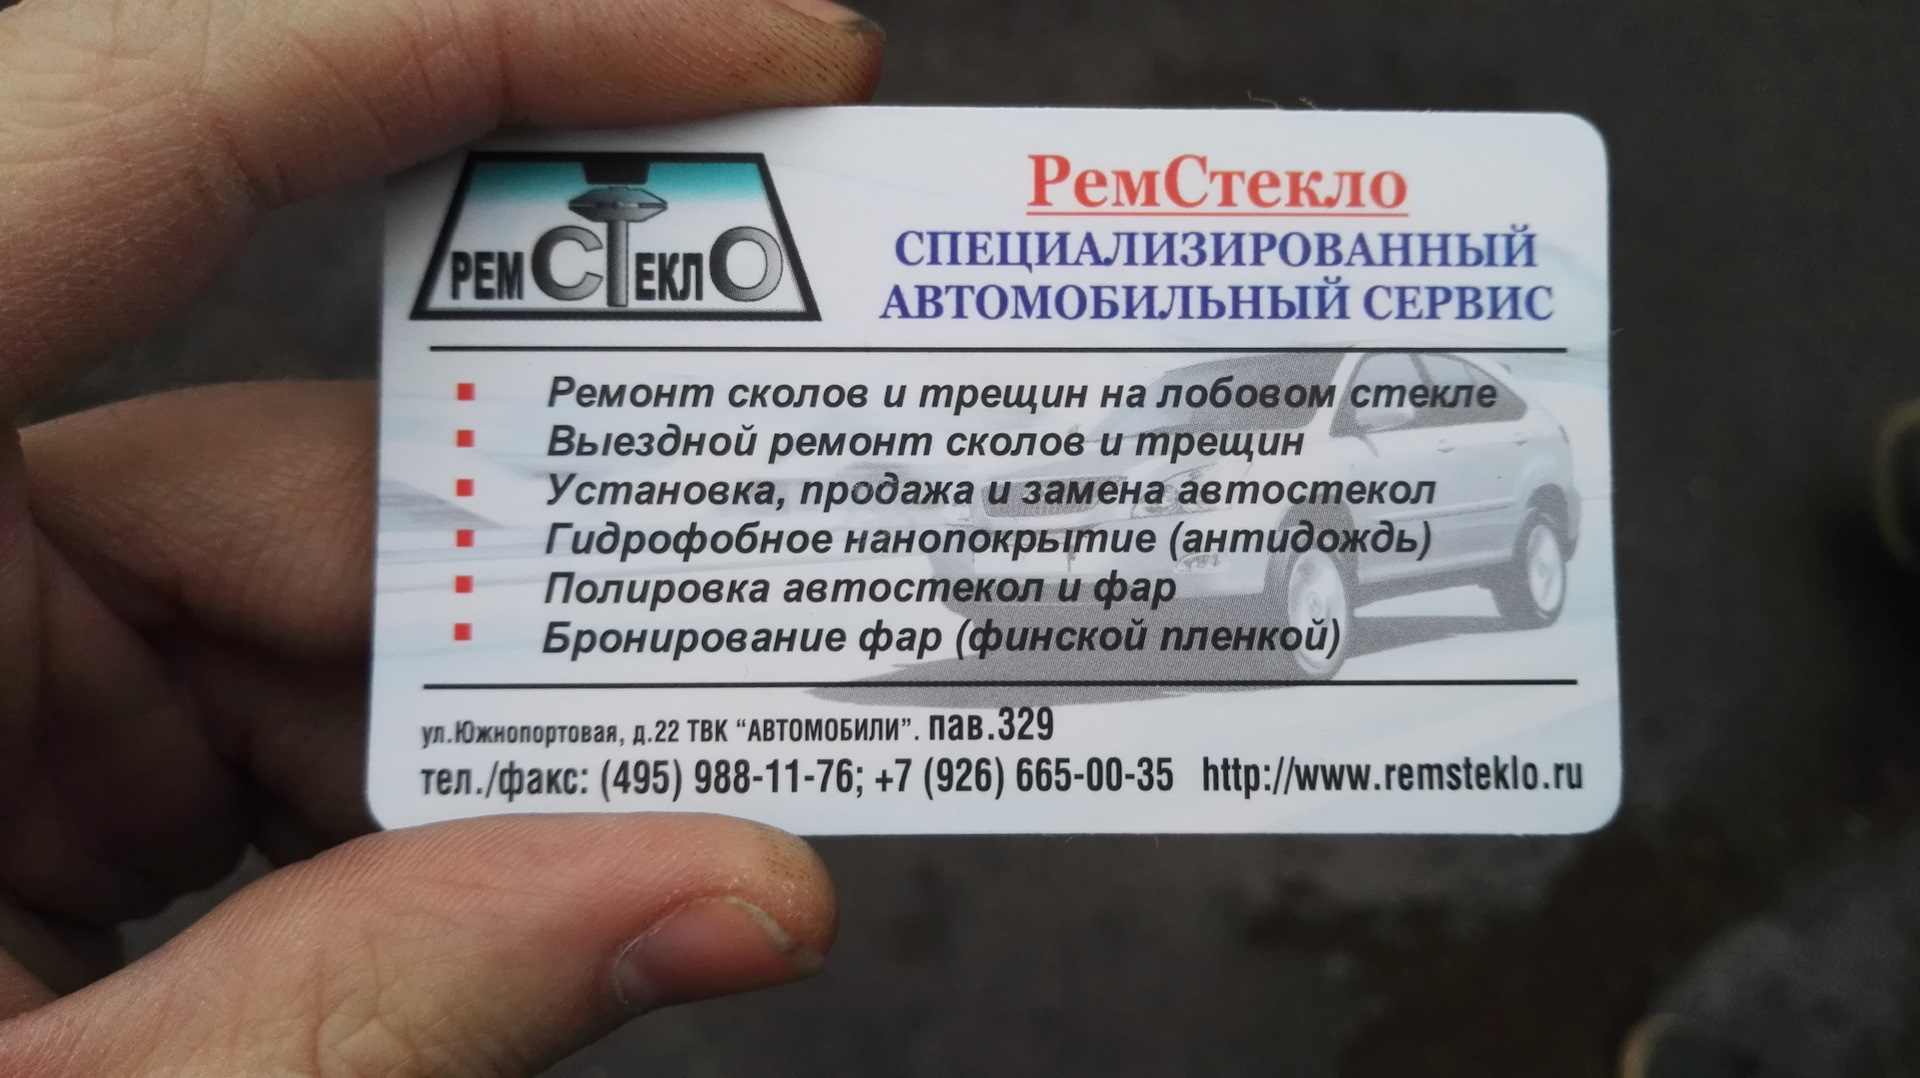 РЕМСТЕКЛО
РемСтекло
СПЕЦИАЛИЗИРОВАННЫЙ
АВТОМОБИЛЬНЫЙ СЕРВИС
Ремонт сколов и трещин на лобовом стекле
Выездной ремонт сколов и трещин
Установка, продажа и замена автостекол
Гидрофобное нанопокрытие (антидождь)
Полировка автостекол и фар
Бронирование фар (финской пленкой)
ул.Южнопортовая, д.22 ТВК “АВТОМОБИЛИ”. пав.329
тел./факс: (495) 988-11-76; +7 (926) 665-00-35 http://www.remsteklo.ru